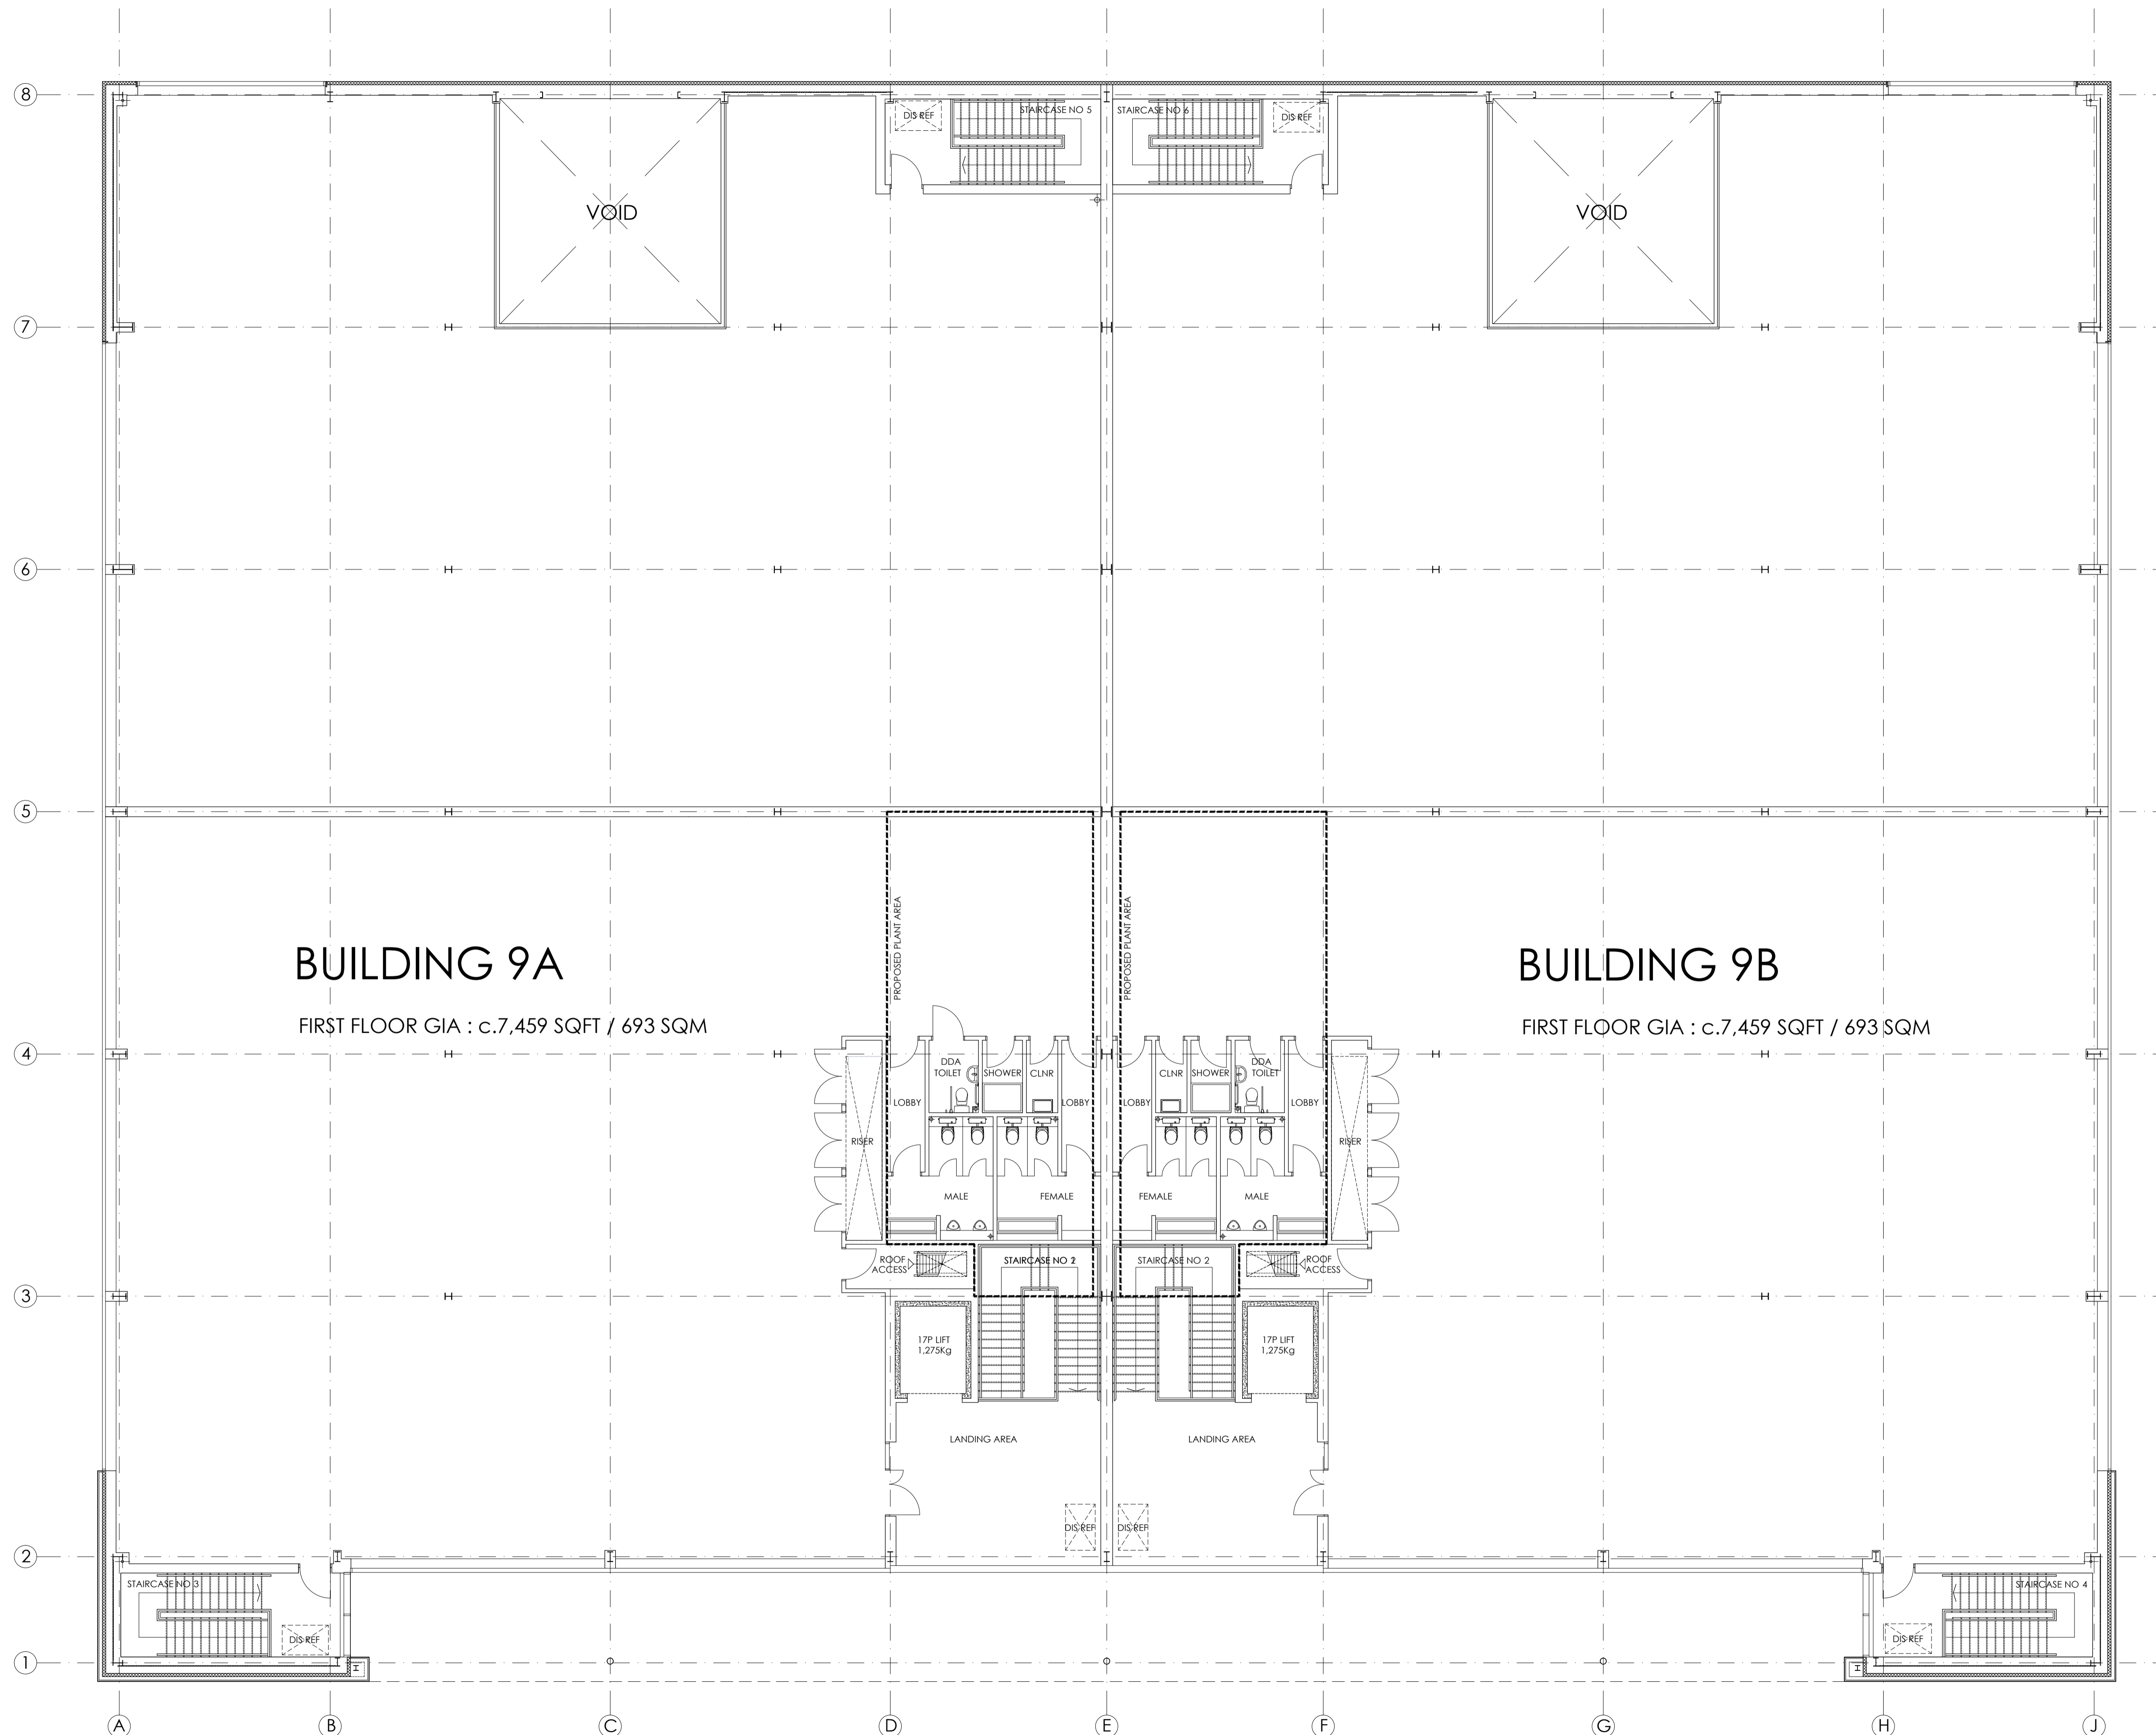 8
DIS REF
STAIRCASE NO 5
STAIRCASE NO 6
DIS REF
VOID
VOID
7
6
5
PROPOSED PLANT AREA
PROPOSED PLANT AREA
BUILDING 9A
FIRST FLOOR GIA : c.7,459 SQFT / 693 SQM
BUILDING 9B
FIRST FLOOR GIA : c.7,459 SQFT / 693 SQM
4
DDA
TOILET
SHOWER
CLNR
CLNR
SHOWER
DDA
TOILET
LOBBY
LOBBY
LOBBY
LOBBY
RISER
RISER
MALE
FEMALE
FEMALE
MALE
ROOF
ACCESS
STAIRCASE NO
STAIRCASE NO 2
ROOF
ACCESS
3
17P LIFT
1,275Kg
17P LIFT
1,275Kg
LANDING AREA
LANDING AREA
DIS REF
DIS REF
2
STAIRCASE NO 3
DIS REF
STAIRCASE NO 4
DIS REF
1
A
B
C
D
E
F
G
H
J